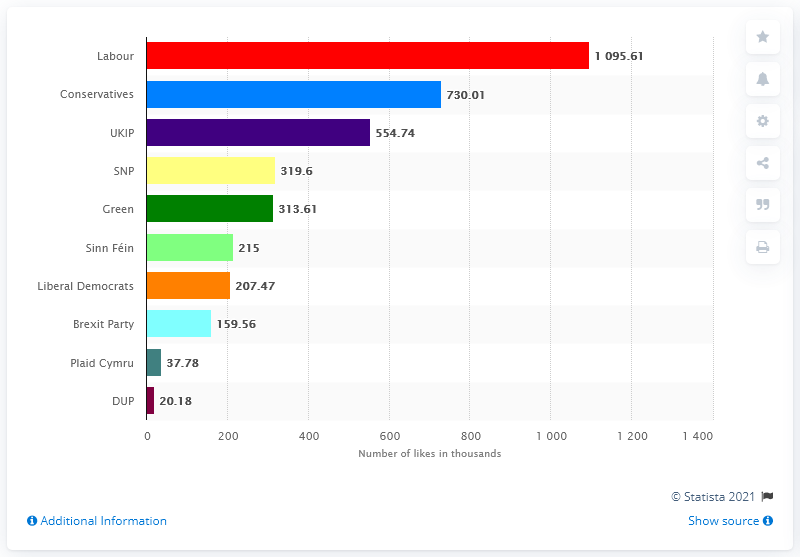 Labour 1 095.61
Conservatives 730.01
UKIP 554.74
SNP 319.6
Green 313.61
Sinn Féin 215
Liberal Democrats 207.47
Brexit Party 159.56
Plaid Cymru 37.78
DUP 20.18
0 200 400 600 800 1 000 1 200 1 400
Number of likes in thousands
© Statista 2021
Additional Information Show source